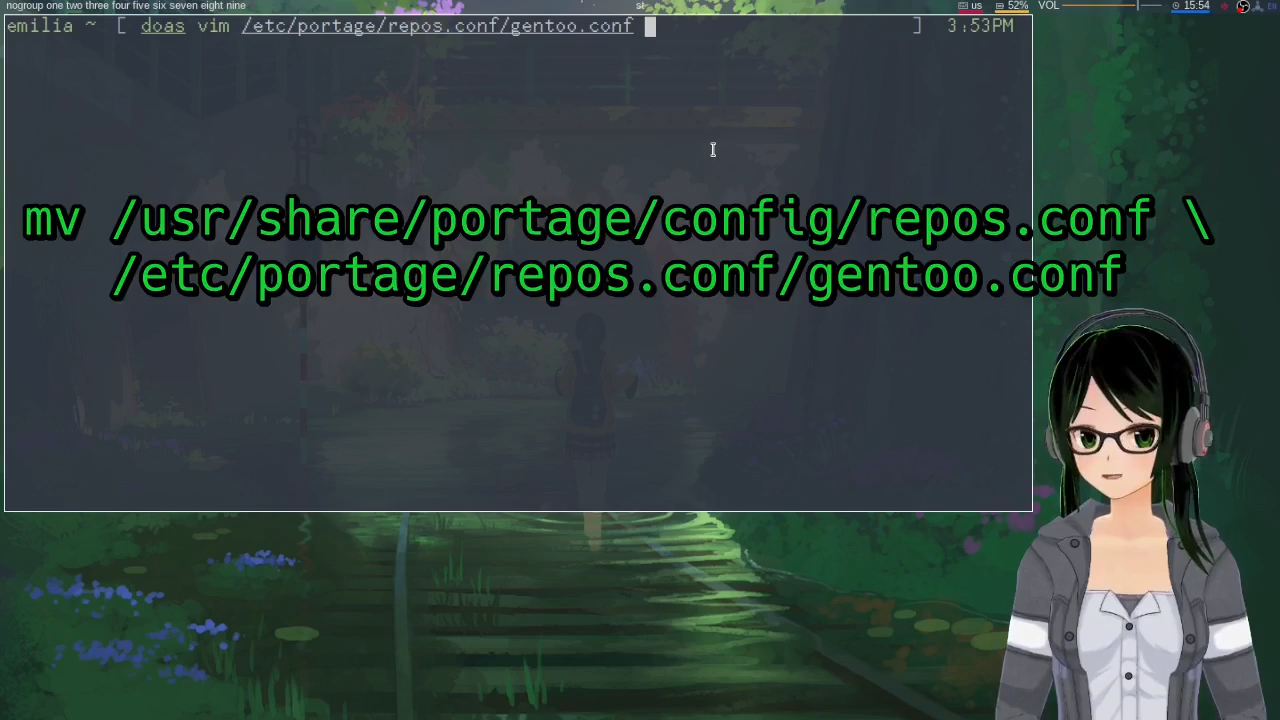 nogroup one two three four five six seven eight nine
us 52% VOL 15:54 EN
emilia ~ [ doas vim /etc/portage/repos.conf/gentoo.conf ] 3:53PM
mv /usr/share/portage/config/repos.conf \
/etc/portage/repos.conf/gentoo.conf